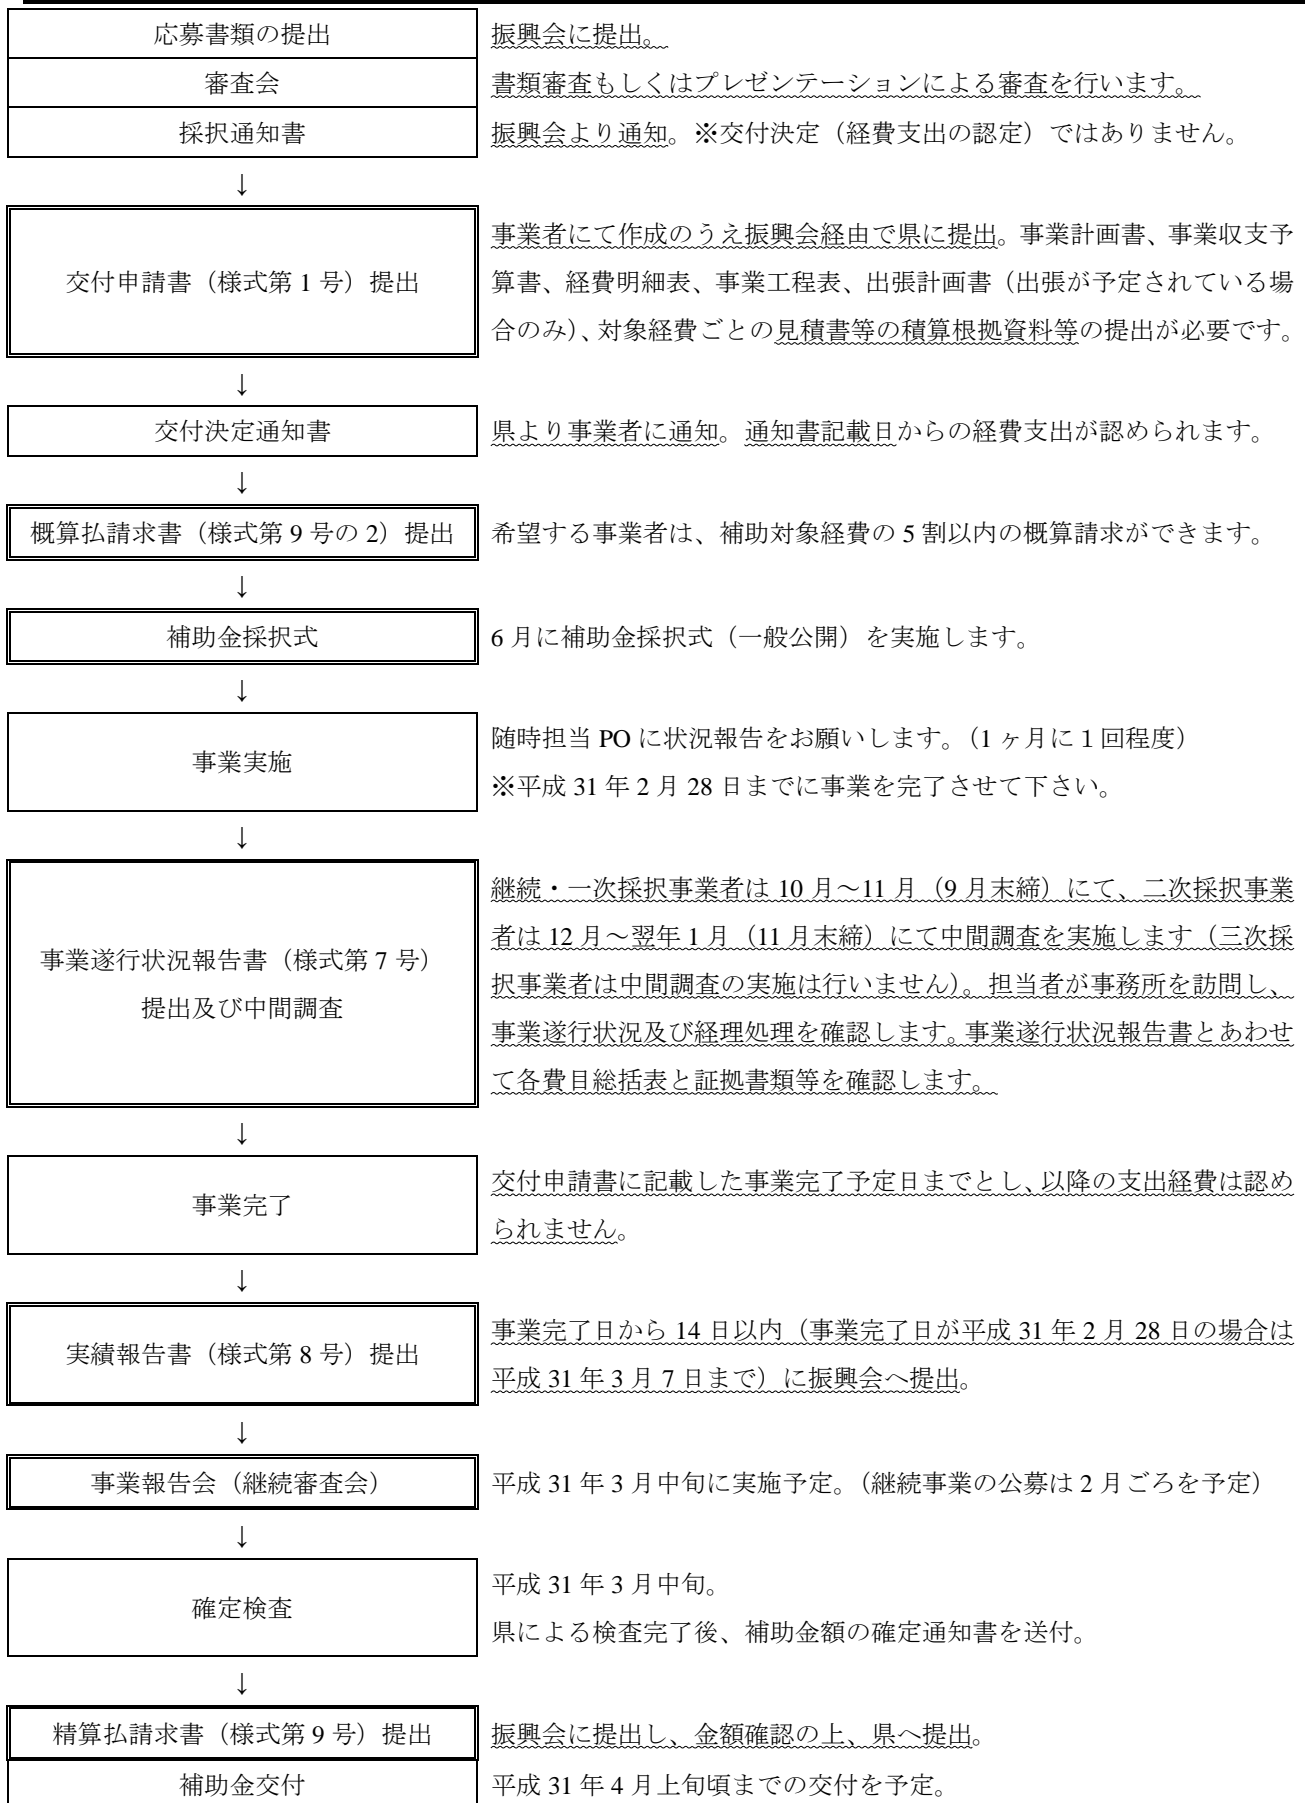 応募書類の提出
振興会に提出。
審査会
書類審査もしくはプレゼンテーションによる審査を行います。
採択通知書
振興会より通知。※交付決定（経費支出の認定）ではありません。
↓
交付申請書（様式第 1 号）提出
事業者にて作成のうえ振興会経由で県に提出。事業計画書、事業収支予
算書、経費明細表、事業工程表、出張計画書（出張が予定されている場
合のみ）、対象経費ごとの見積書等の積算根拠資料等の提出が必要です。
↓
交付決定通知書
県より事業者に通知。通知書記載日からの経費支出が認められます。
↓
概算払請求書（様式第 9 号の 2）提出
希望する事業者は、補助対象経費の 5 割以内の概算請求ができます。
↓
補助金採択式
6 月に補助金採択式（一般公開）を実施します。
↓
事業実施
随時担当 PO に状況報告をお願いします。（1 ヶ月に１回程度）
※平成 31 年 2 月 28 日までに事業を完了させて下さい。
↓
事業遂行状況報告書（様式第 7 号）
提出及び中間調査
継続・一次採択事業者は 10 月～11 月（9 月末締）にて、二次採択事業
者は 12 月～翌年 1 月（11 月末締）にて中間調査を実施します（三次採
択事業者は中間調査の実施は行いません）。担当者が事務所を訪問し、
事業遂行状況及び経理処理を確認します。事業遂行状況報告書とあわせ
て各費目総括表と証拠書類等を確認します。
↓
事業完了
交付申請書に記載した事業完了予定日までとし、以降の支出経費は認め
られません。
↓
実績報告書（様式第 8 号）提出
事業完了日から 14 日以内（事業完了日が平成 31 年 2 月 28 日の場合は
平成 31 年 3 月 7 日まで）に振興会へ提出。
↓
事業報告会（継続審査会）
平成 31 年 3 月中旬に実施予定。（継続事業の公募は 2 月ごろを予定）
↓
確定検査
平成 31 年 3 月中旬。
県による検査完了後、補助金額の確定通知書を送付。
↓
精算払請求書（様式第 9 号）提出
振興会に提出し、金額確認の上、県へ提出。
補助金交付
平成 31 年 4 月上旬頃までの交付を予定。